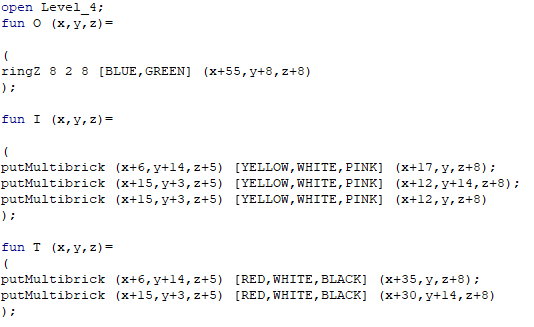 open Level_4;
fun O (x,y,z)=
(
ringZ 8 2 8 [BLUE,GREEN] (x+55,y+8,z+8)
);
fun I (x,y,z)=
(
putMultibrick (x+6,y+14,z+5) [YELLOW,WHITE,PINK] (x+17,y,z+8);
putMultibrick (x+15,y+3,z+5) [YELLOW,WHITE,PINK] (x+12,y+14,z+8);
putMultibrick (x+15,y+3,z+5) [YELLOW,WHITE,PINK] (x+12,y,z+8)
);
fun T (x,y,z)=
(
putMultibrick (x+6,y+14,z+5) [RED,WHITE,BLACK] (x+35,y,z+8);
putMultibrick (x+15,y+3,z+5) [RED,WHITE,BLACK] (x+30,y+14,z+8)
);